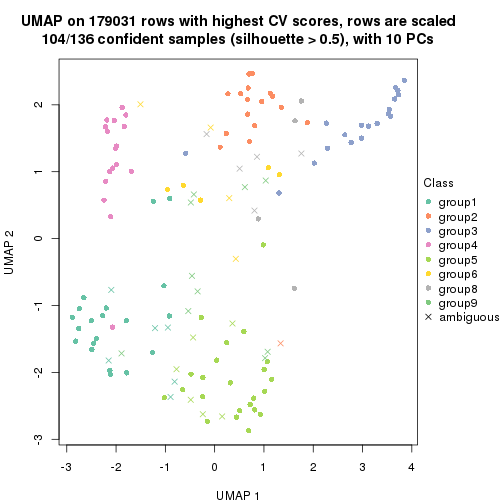 UMAP on 179031 rows with highest CV scores, rows are scaled
104/136 confident samples (silhouette > 0.5), with 10 PCs
2
1
0
-1
-2
-3
UMAP 2
-3
-2
-1
0
1
2
3
4
UMAP 1
Class
group1
group2
group3
group4
group5
group6
group8
group9
ambiguous